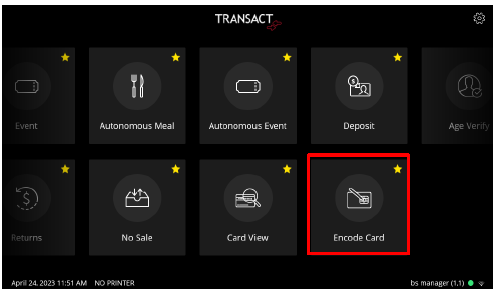 TRANSACT
Event
Autonomous Meal
Autonomous Event
Deposit
Age Verify
Returns
No Sale
Card View
Encode Card
April 24, 2023 11:51 AM NO PRINTER
bs manager (1.1)